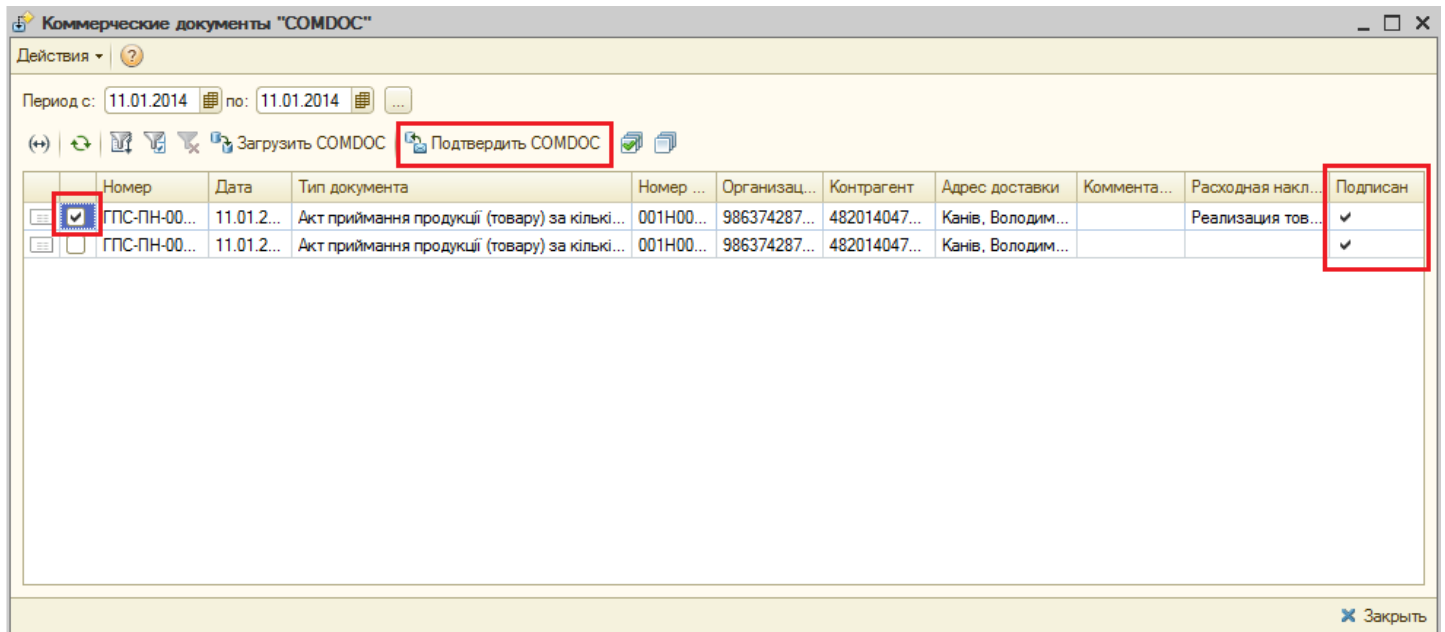 Коммерческие документы "COMDOC"
Действия
Период с: 11.01.2014 по: 11.01.2014 ...
Загрузить COMDOC Подтвердить COMDOC
Номер Дата Тип документа Номер ... Организац... Контрагент Адрес доставки Коммента... Расходная накл... Подписан
ГПС-ПН-00... 11.01.2... Акт приймання продукції (товару) за кількі... 001H00... 986374287... 482014047... Канів, Володим... Реализация тов...
ГПС-ПН-00... 11.01.2... Акт приймання продукції (товару) за кількі... 001H00... 986374287... 482014047... Канів, Володим...
Закрыть